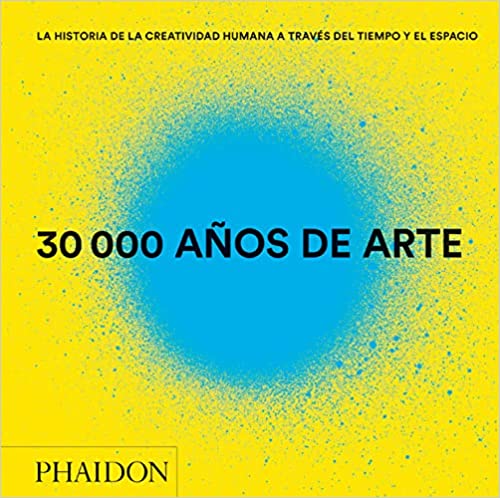 LA HISTORIA DE LA CREATIVIDAD HUMANA A TRAVÉS DEL TIEMPO Y EL ESPACIO
30 000 AÑOS DE ARTE
PHAIDON